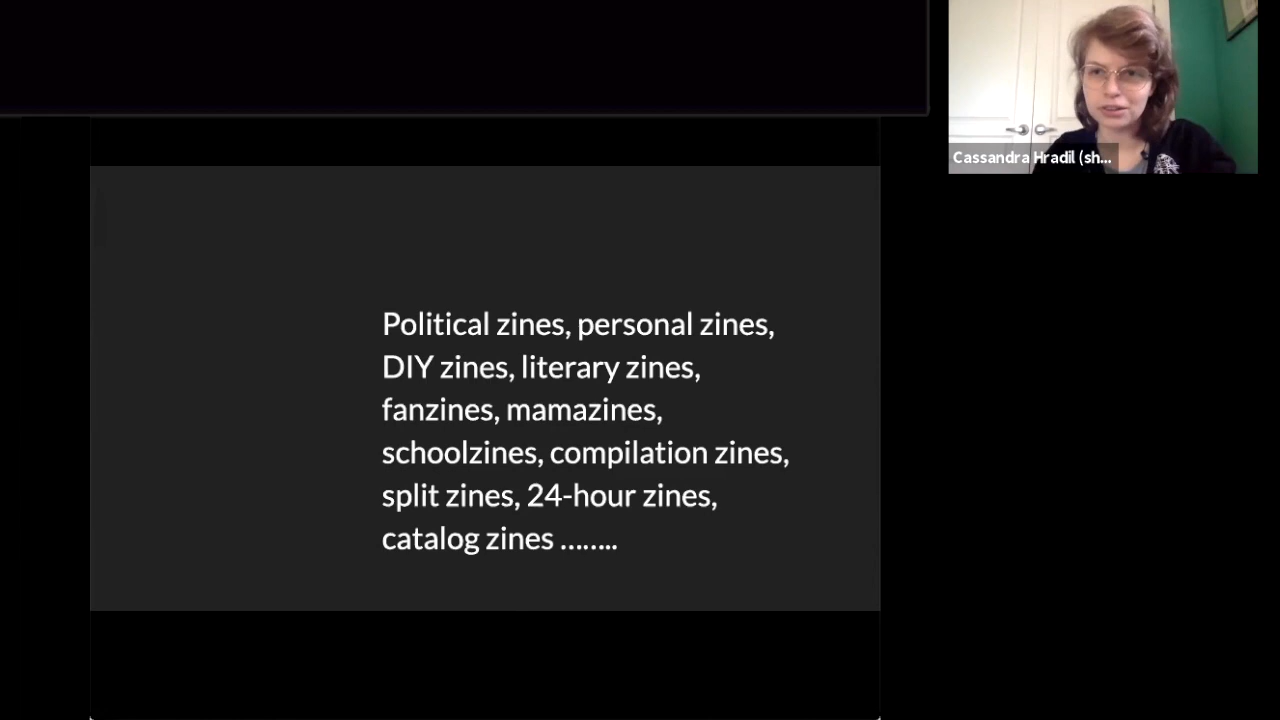 Cassandra Hradil (sh...
Political zines, personal zines,
DIY zines, literary zines,
fanzines, mamazines,
schoolzines, compilation zines,
split zines, 24-hour zines,
catalog zines ........